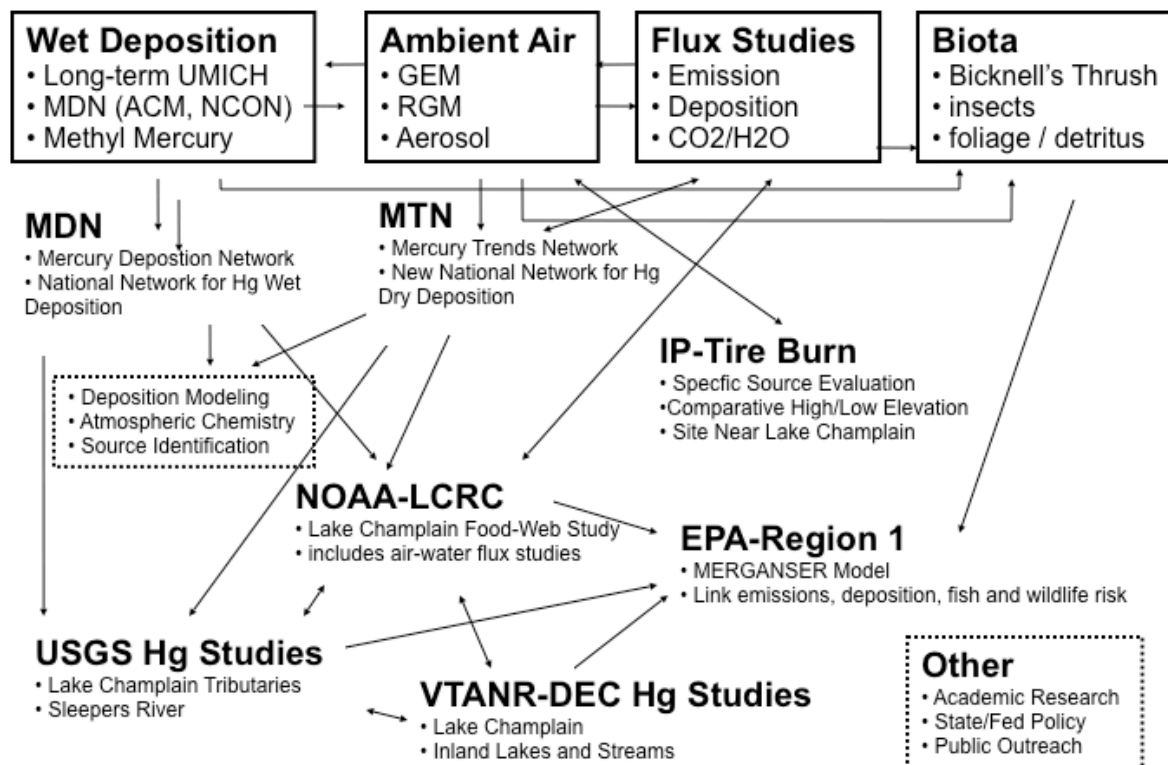 Wet Deposition
• Long-term UMICH
• MDN (ACM, NCON)
• Methyl Mercury
Ambient Air
• GEM
• RGM
• Aerosol
Flux Studies
• Emission
• Deposition
• CO2/H2O
Biota
• Bicknell's Thrush
• insects
• foliage / detritus
MDN
• Mercury Depostion Network
• National Network for Hg Wet
Deposition
MTN
• Mercury Trends Network
• New National Network for Hg
Dry Deposition
IP-Tire Burn
• Specfic Source Evaluation
•Comparative High/Low Elevation
• Site Near Lake Champlain
• Deposition Modeling
• Atmospheric Chemistry
• Source Identification
NOAA-LCRC
• Lake Champlain Food-Web Study
• includes air-water flux studies
EPA-Region 1
• MERGANSER Model
• Link emissions, deposition, fish and wildlife risk
USGS Hg Studies
• Lake Champlain Tributaries
• Sleepers River
VTANR-DEC Hg Studies
• Lake Champlain
• Inland Lakes and Streams
Other
• Academic Research
• State/Fed Policy
• Public Outreach